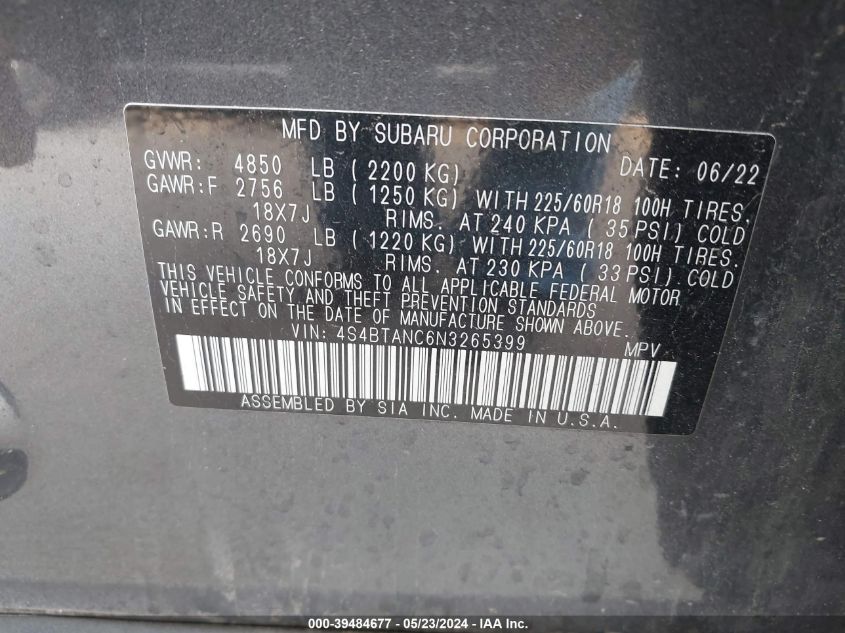 MFD BY SUBARU CORPORATION
GVWR: 4850 LB ( 2200 KG) DATE: 06/22
GAWR:F 2756 LB ( 1250 KG) WITH 225/60R18 100H TIRES,
18X7J RIMS. AT 240 KPA ( 35 PSI) COLD
GAWR:R 2690 LB ( 1220 KG) WITH 225/60R18 100H TIRES.
18X7J RIMS. AT 230 KPA ( 33 PSI) COLD
THIS VEHICLE CONFORMS TO ALL APPLICABLE FEDERAL MOTOR
VEHICLE SAFETY AND THEFT PREVENTION STANDARDS
IN EFFECT ON THE DATE OF MANUFACTURE SHOWN ABOVE.
VIN: 4S4BTANC6N3265399 MPV
ASSEMBLED BY SIA INC. MADE IN U.S.A.
000-39484677 - 05/23/2024 - IAAI.com